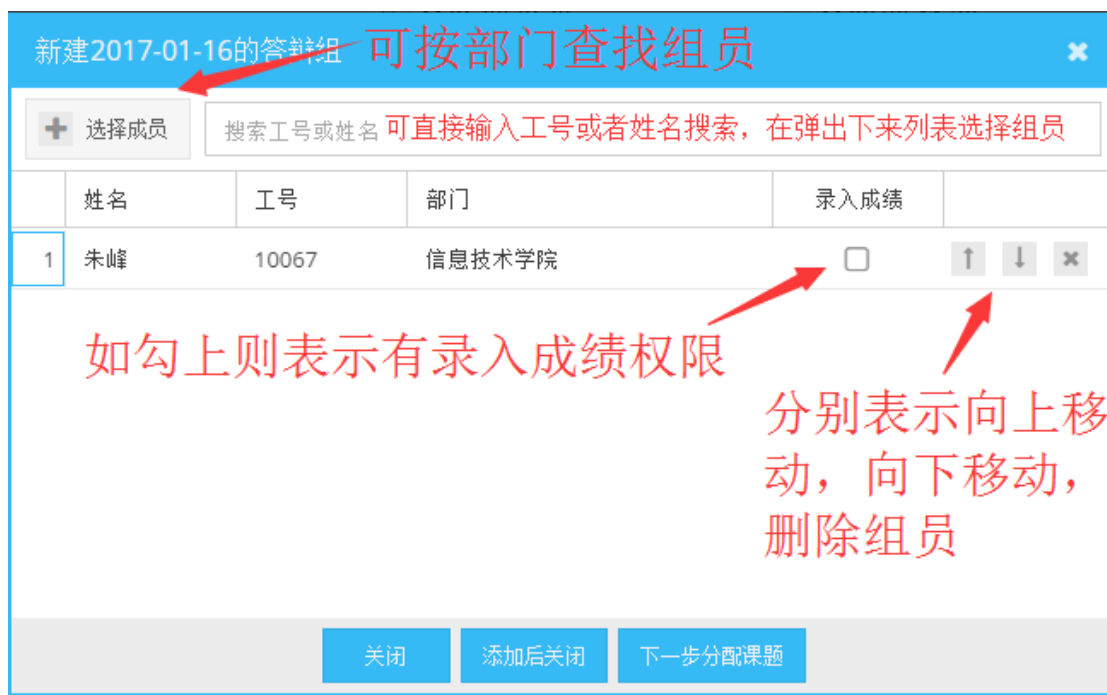 新建2017-01-16的答辩组 可按部门查找组员
选择成员 搜索工号或姓名 可直接输入工号或者姓名搜索，在弹出下来列表选择组员
姓名 工号 部门 录入成绩
1 朱峰 10067 信息技术学院
如勾上则表示有录入成绩权限
分别表示向上移
动，向下移动，
删除组员
关闭 添加后关闭 下一步分配课题